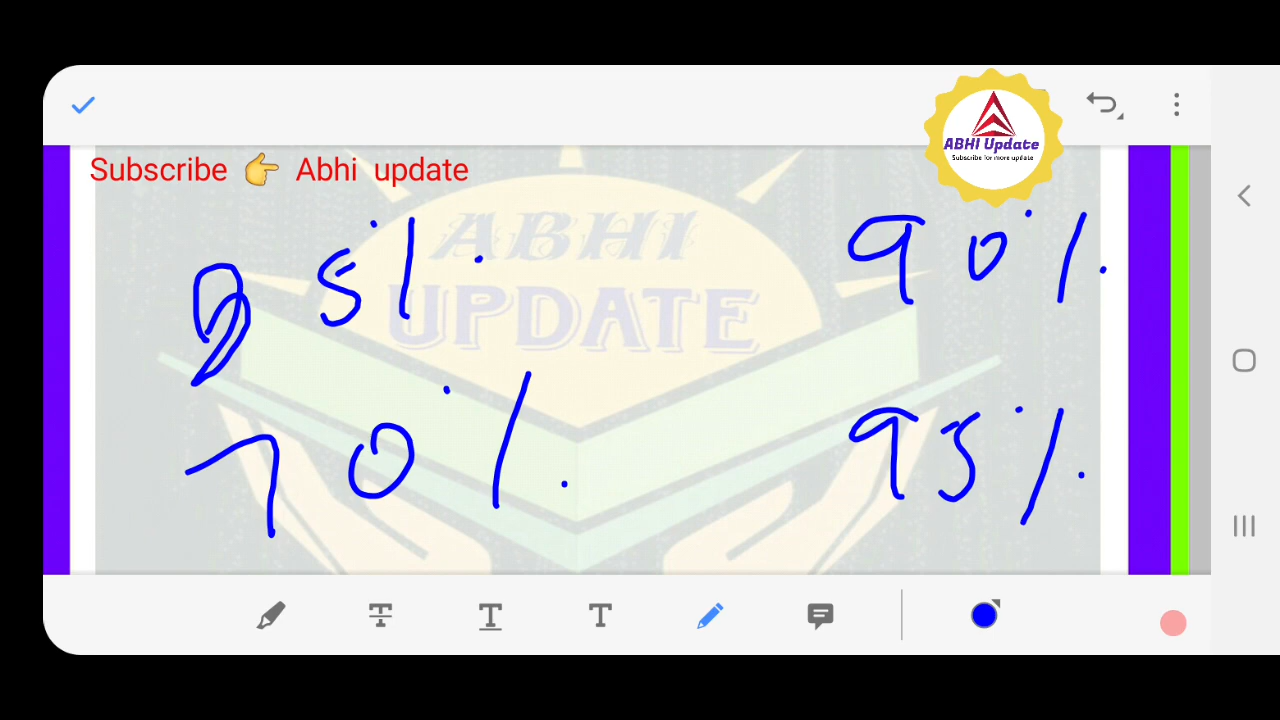 Subscribe 👉 Abhi update
ABHI Update
Subscribe for more update
ABHI
UPDATE
85% 90%
70% 95%